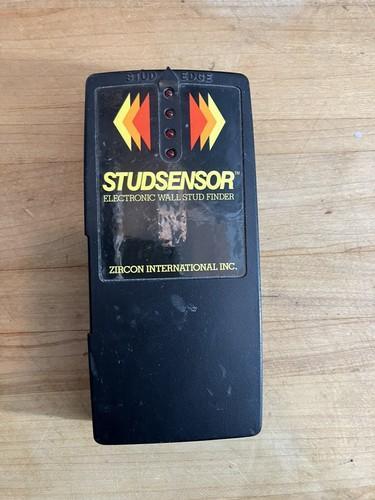 STUD EDGE
STUDSENSOR™
ELECTRONIC WALL STUD FINDER
ZIRCON INTERNATIONAL INC.